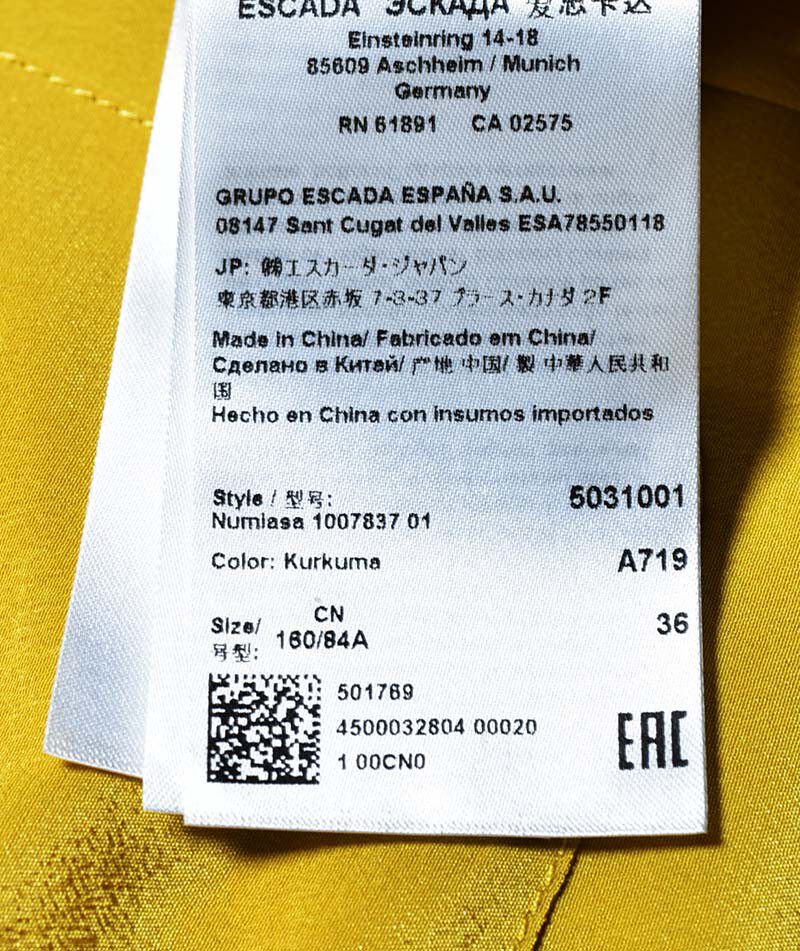 ESCADA ЭСКАДА 爱思卡达
Einsteinring 14-18
85609 Aschheim / Munich
Germany
RN 61891 CA 02575
GRUPO ESCADA ESPAÑA S.A.U.
08147 Sant Cugat del Valles ESA78550118
JP: ㈱エスカーダ・ジャパン
東京都港区赤坂 7-3-37 プラース・カナダ 2F
Made in China/ Fabricado em China/
Сделано в Китай/ 产地 中国/ 製 中華人民共和
国
Hecho en China con insumos importados
Style / 型号: 5031001
Numiasa 1007837 01
Color: Kurkuma A719
CN
Size/ 36
号型: 160/84A
501769
4500032804 00020
1 00CN0
EAC